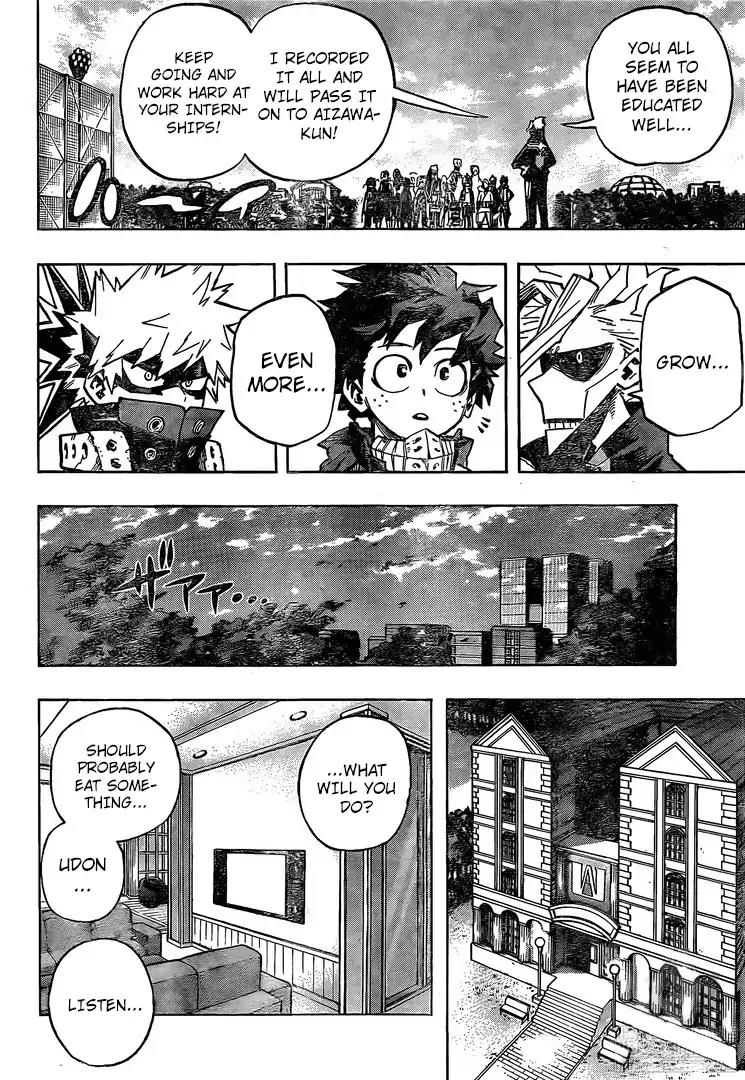 YOU ALL
SEEM TO
HAVE BEEN
EDUCATED
WELL...
I RECORDED
IT ALL AND
WILL PASS IT
ON TO AIZAWA-
KUN!
KEEP
GOING AND
WORK HARD AT
YOUR INTERN-
SHIPS!
GROW...
EVEN
MORE...
ザアァ...
...WHAT
WILL YOU
DO?
SHOULD
PROBABLY
EAT SOME-
THING...
UDON
...
LISTEN...
UA